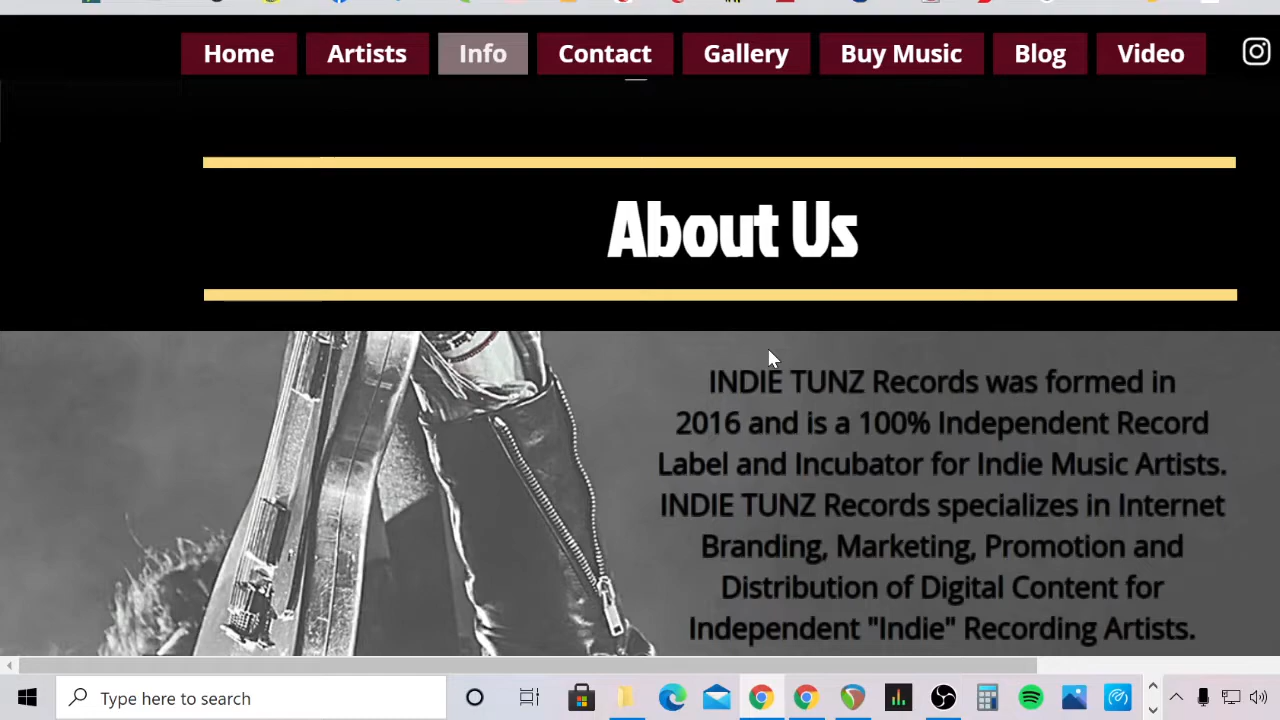 Home Artists Info Contact Gallery Buy Music Blog Video
About Us
INDIE TUNZ Records was formed in
2016 and is a 100% Independent Record
Label and Incubator for Indie Music Artists.
INDIE TUNZ Records specializes in Internet
Branding, Marketing, Promotion and
Distribution of Digital Content for
Independent "Indie" Recording Artists.
Type here to search